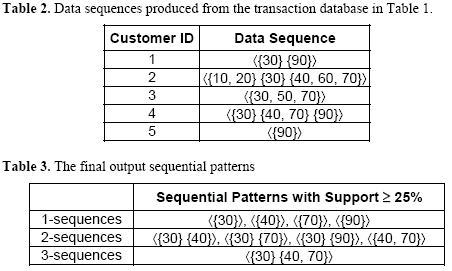 Table 2. Data sequences produced from the transaction database in Table 1.
Customer ID Data Sequence
1 ⟨{30} {90}⟩
2 ⟨{10, 20} {30} {40, 60, 70}⟩
3 ⟨{30, 50, 70}⟩
4 ⟨{30} {40, 70} {90}⟩
5 ⟨{90}⟩
Table 3. The final output sequential patterns
Sequential Patterns with Support ≥ 25%
1-sequences ⟨{30}⟩, ⟨{40}⟩, ⟨{70}⟩, ⟨{90}⟩
2-sequences ⟨{30} {40}⟩, ⟨{30} {70}⟩, ⟨{30} {90}⟩, ⟨{40, 70}⟩
3-sequences ⟨{30} {40, 70}⟩